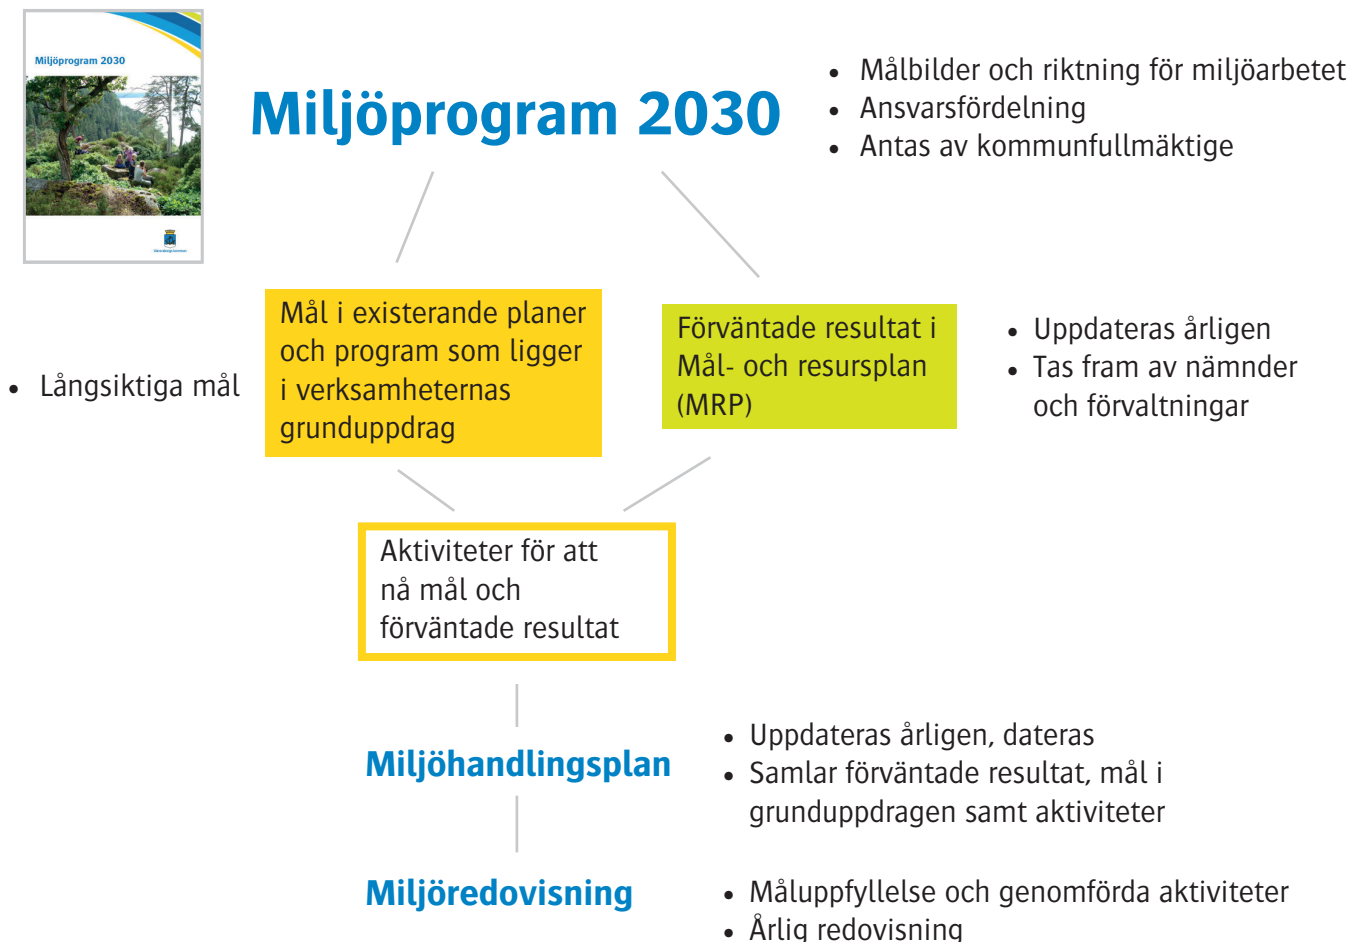 Miljöprogram 2030
Miljöprogram 2030
• Målbilder och riktning för miljöarbetet
• Ansvarsfördelning
• Antas av kommunfullmäktige
• Långsiktiga mål
Mål i existerande planer
och program som ligger
i verksamheternas
grunduppdrag
Förväntade resultat i
Mål- och resursplan
(MRP)
• Uppdateras årligen
• Tas fram av nämnder
och förvaltningar
Aktiviteter för att
nå mål och
förväntade resultat
Miljöhandlingsplan
• Uppdateras årligen, dateras
• Samlar förväntade resultat, mål i
grunduppdragen samt aktiviteter
Miljöredovisning
• Måluppfyllelse och genomförda aktiviteter
• Årlig redovisning